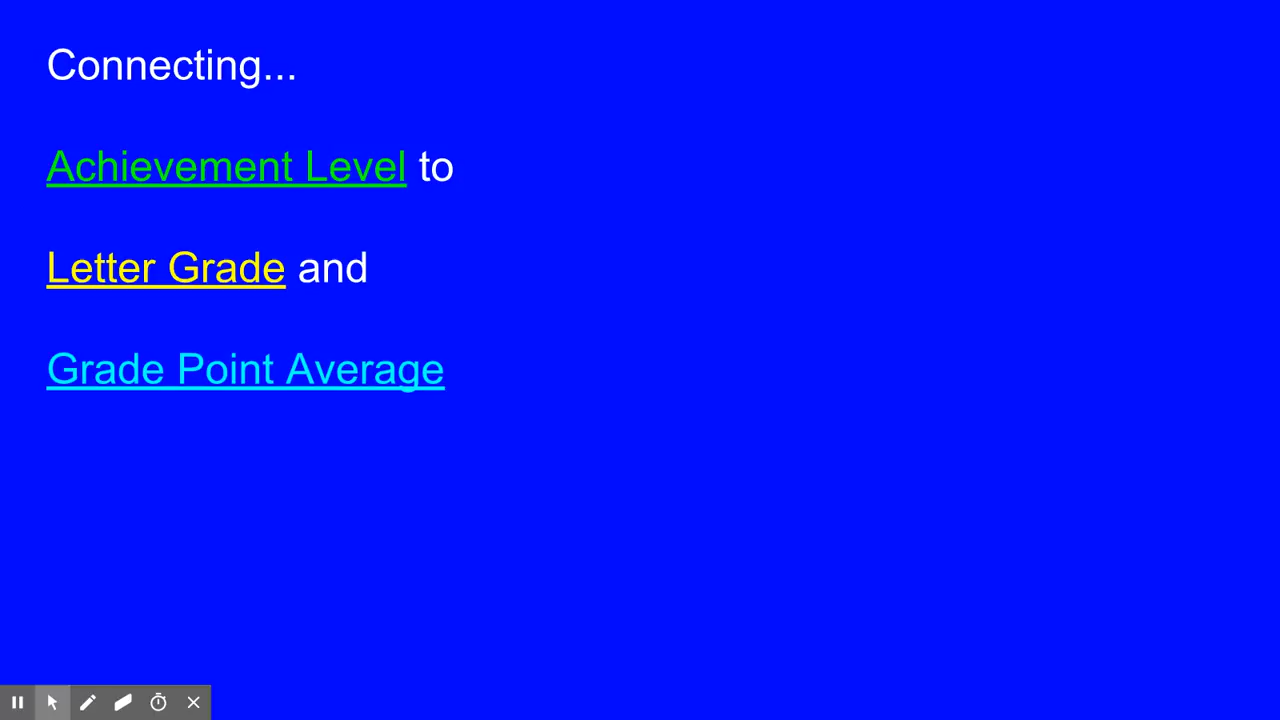 Connecting...
Achievement Level to
Letter Grade and
Grade Point Average